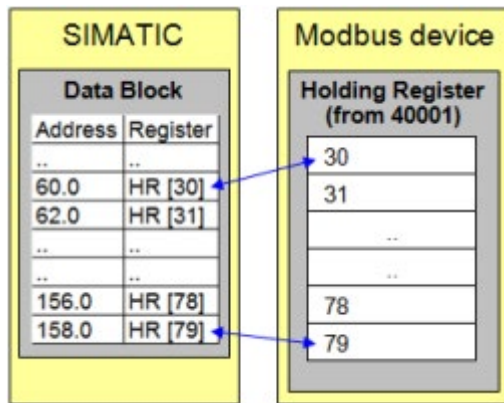 SIMATIC
Data Block
Address Register
.. ..
60.0 HR [30]
62.0 HR [31]
.. ..
.. ..
156.0 HR [78]
158.0 HR [79]
Modbus device
Holding Register
(from 40001)
30
31
..
..
78
79